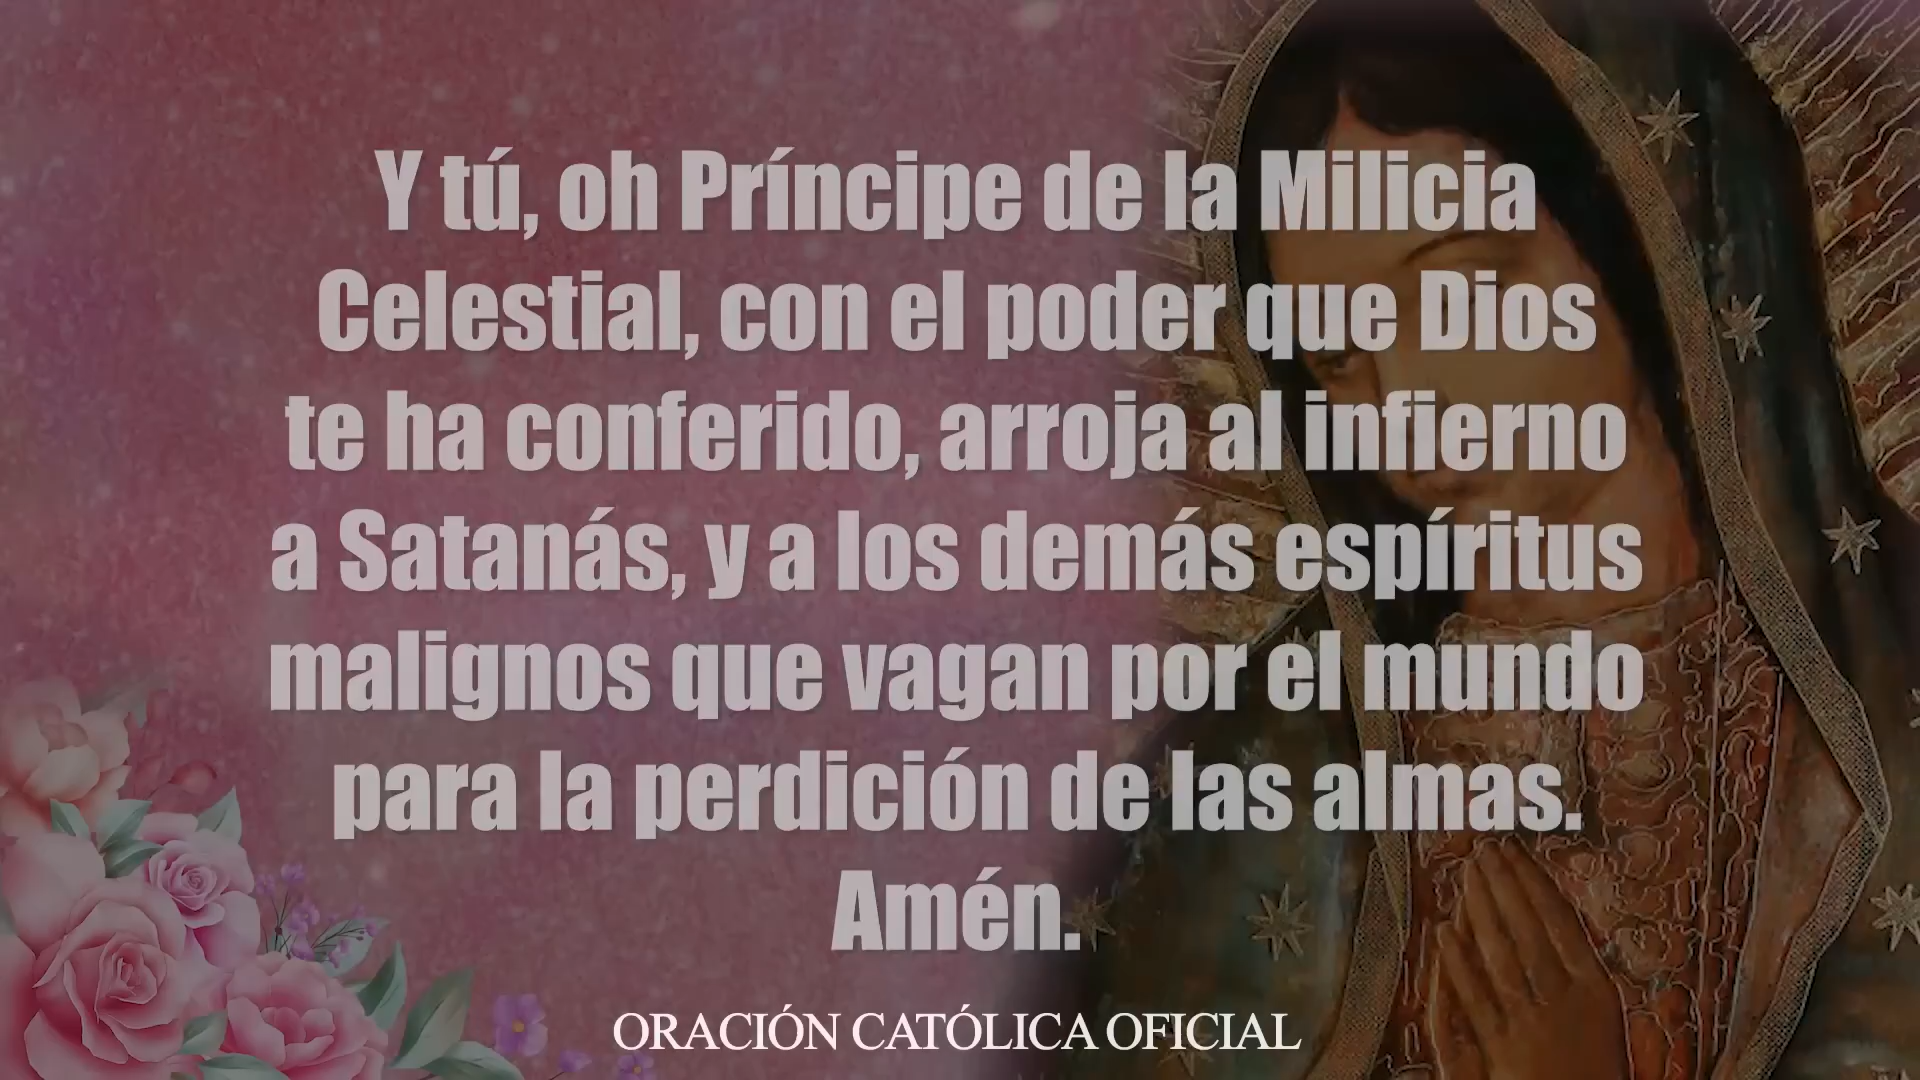 Y tú, oh Príncipe de la Milicia
Celestial, con el poder que Dios
te ha conferido, arroja al infierno
a Satanás, y a los demás espíritus
malignos que vagan por el mundo
para la perdición de las almas.
Amén.
ORACIÓN CATÓLICA OFICIAL